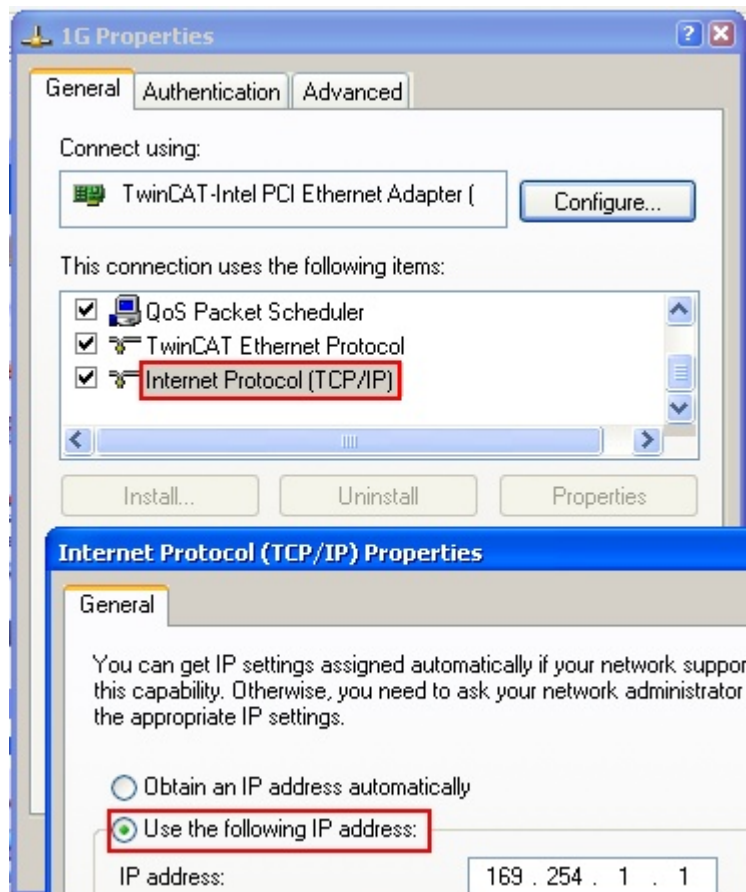 1G Properties
General Authentication Advanced
Connect using:
TwinCAT-Intel PCI Ethernet Adapter (
Configure...
This connection uses the following items:
QoS Packet Scheduler
TwinCAT Ethernet Protocol
Internet Protocol (TCP/IP)
Install... Uninstall Properties
Internet Protocol (TCP/IP) Properties
General
You can get IP settings assigned automatically if your network suppor
this capability. Otherwise, you need to ask your network administrator
the appropriate IP settings.
Obtain an IP address automatically
Use the following IP address:
IP address: 169 . 254 . 1 . 1